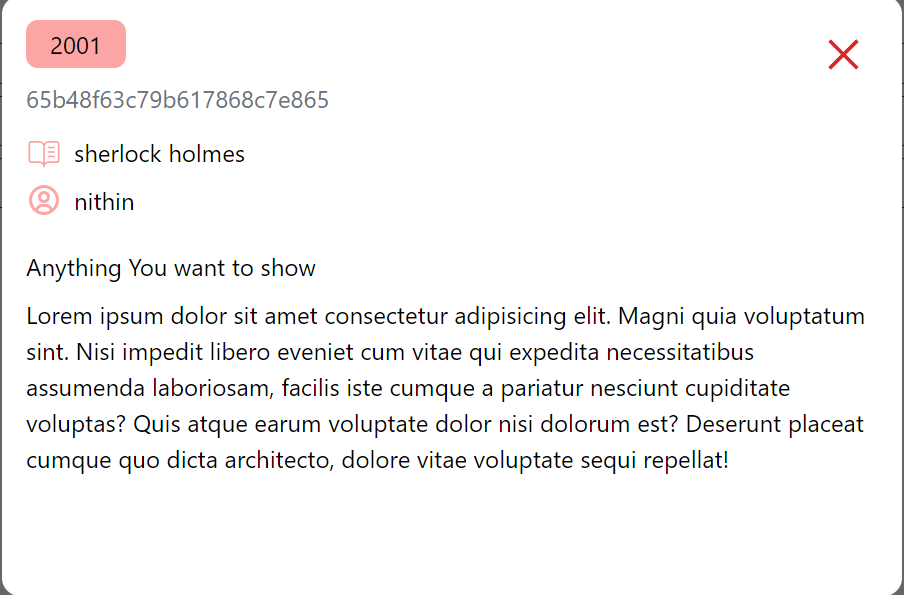 2001
65b48f63c79b617868c7e865
sherlock holmes
nithin
Anything You want to show
Lorem ipsum dolor sit amet consectetur adipisicing elit. Magni quia voluptatum
sint. Nisi impedit libero eveniet cum vitae qui expedita necessitatibus
assumenda laboriosam, facilis iste cumque a pariatur nesciunt cupiditate
voluptas? Quis atque earum voluptate dolor nisi dolorum est? Deserunt placeat
cumque quo dicta architecto, dolore vitae voluptate sequi repellat!